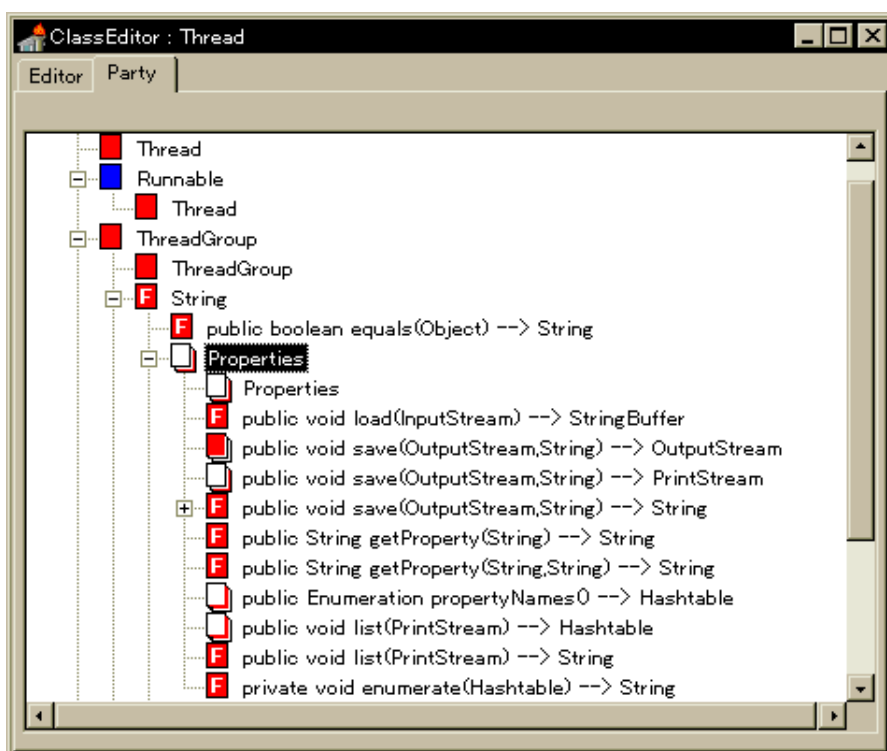 ClassEditor : Thread
Editor Party
Thread
Runnable
Thread
ThreadGroup
ThreadGroup
F String
F public boolean equals(Object) --> String
Properties
Properties
F public void load(InputStream) --> StringBuffer
public void save(OutputStream,String) --> OutputStream
public void save(OutputStream,String) --> PrintStream
F public void save(OutputStream,String) --> String
F public String getProperty(String) --> String
F public String getProperty(String,String) --> String
public Enumeration propertyNames() --> Hashtable
public void list(PrintStream) --> Hashtable
F public void list(PrintStream) --> String
F private void enumerate(Hashtable) --> String